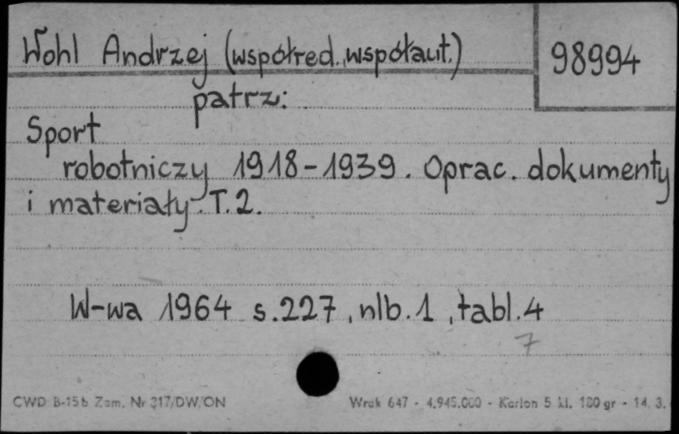 Wohl Andrzej (współred., współaut.)
98994
patrz:
Sport
robotniczy 1918-1939. Oprac. dokumenty
i materiały. T.2.
W-wa 1964 s.227, nlb.1, tabl.4
7
CWD B-15b Zam. Nr 317/DW/ON
Wrak 647 - 4.945.000 - Karton 5 kl. 180 gr - 14. 3.